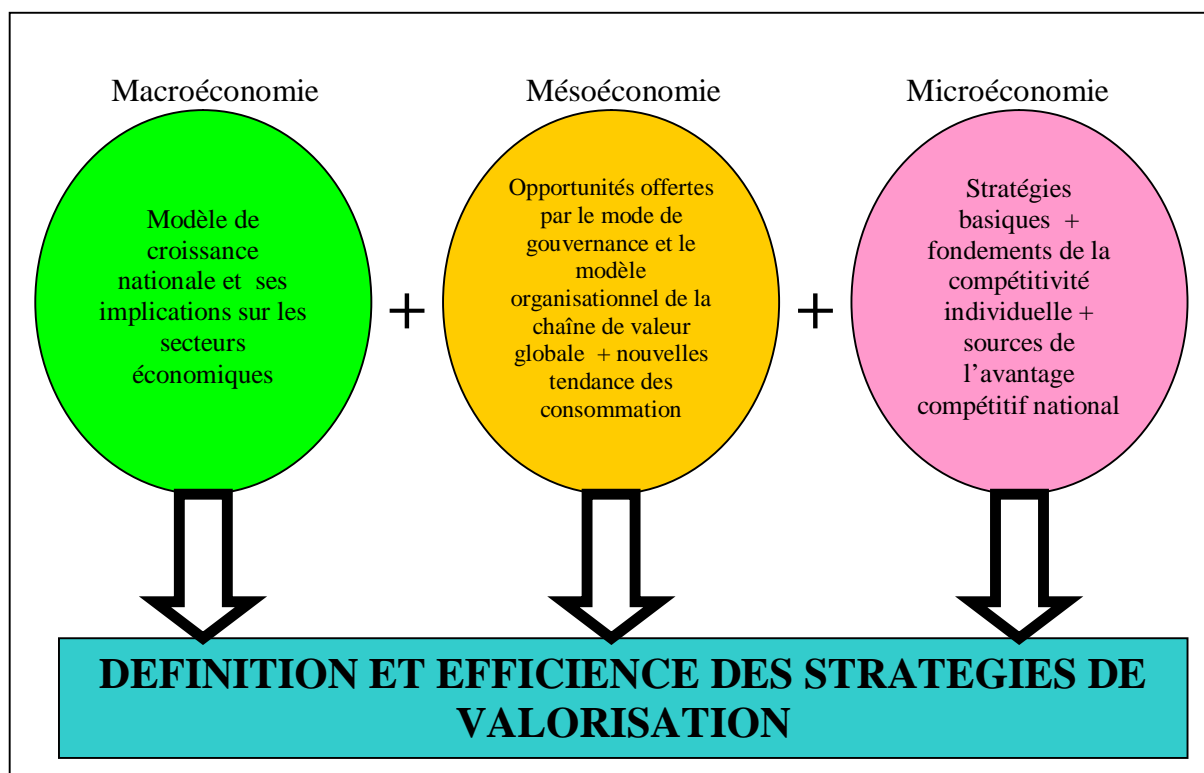 Macroéconomie
Mésoéconomie
Microéconomie
Modèle de
croissance
nationale et ses
implications sur les
secteurs
économiques
+
Opportunités offertes
par le mode de
gouvernance et le
modèle
organisationnel de la
chaîne de valeur
globale + nouvelles
tendance des
consommation
+
Stratégies
basiques +
fondements de la
compétitivité
individuelle +
sources de
l’avantage
compétitif national
DEFINITION ET EFFICIENCE DES STRATEGIES DE
VALORISATION